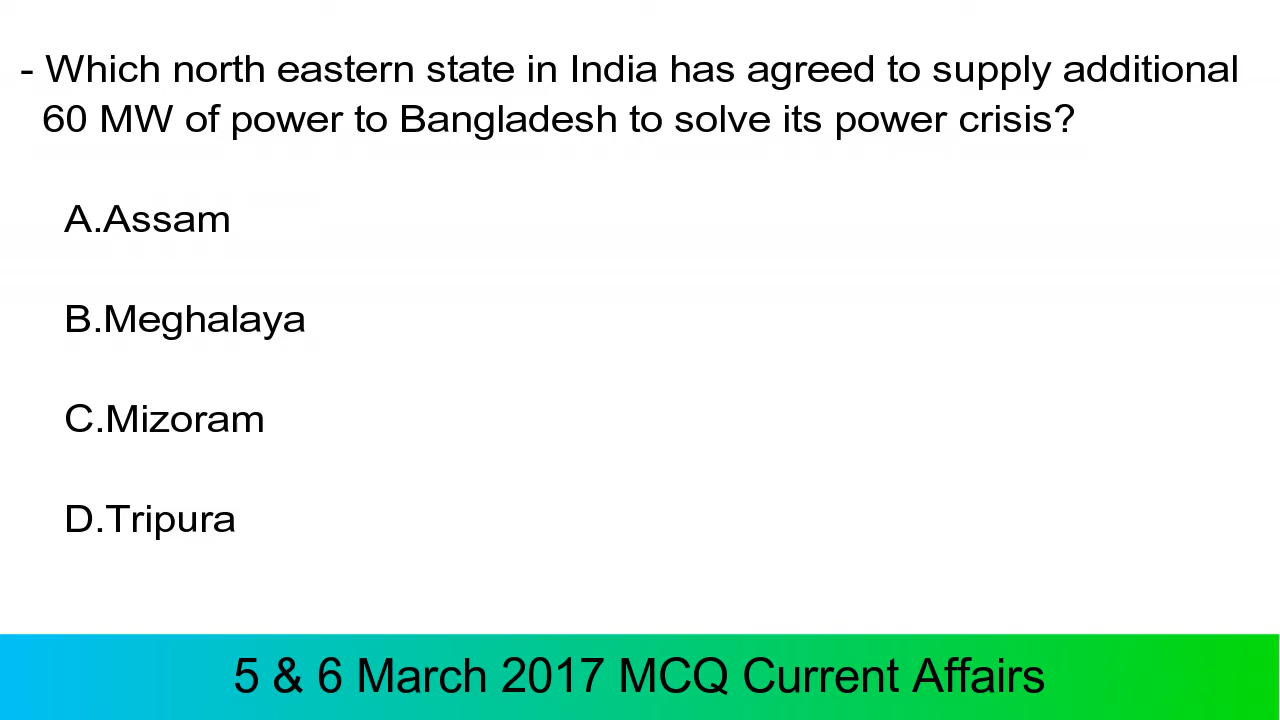 - Which north eastern state in India has agreed to supply additional
60 MW of power to Bangladesh to solve its power crisis?
A.Assam
B.Meghalaya
C.Mizoram
D.Tripura
5 & 6 March 2017 MCQ Current Affairs